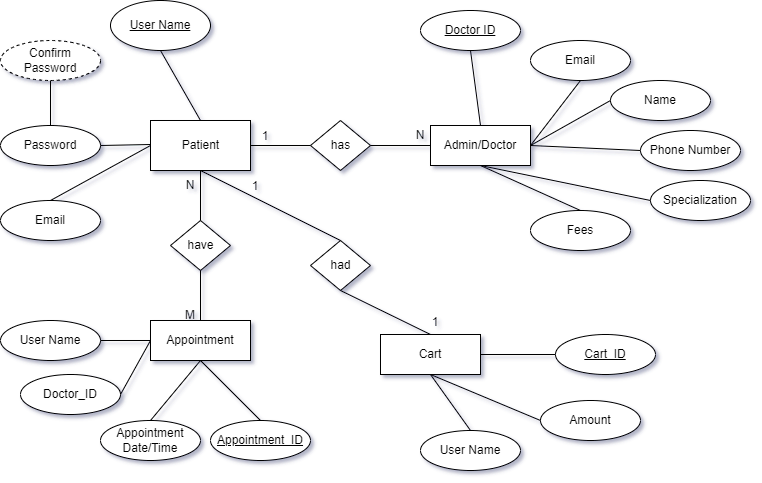 User Name
Doctor ID
Confirm
Password
Email
Name
Password
Patient
1
has
N
Admin/Doctor
Phone Number
Email
N
1
Specialization
Fees
have
had
M
1
User Name
Appointment
Cart
Cart_ID
Doctor_ID
Amount
Appointment
Date/Time
Appointment_ID
User Name